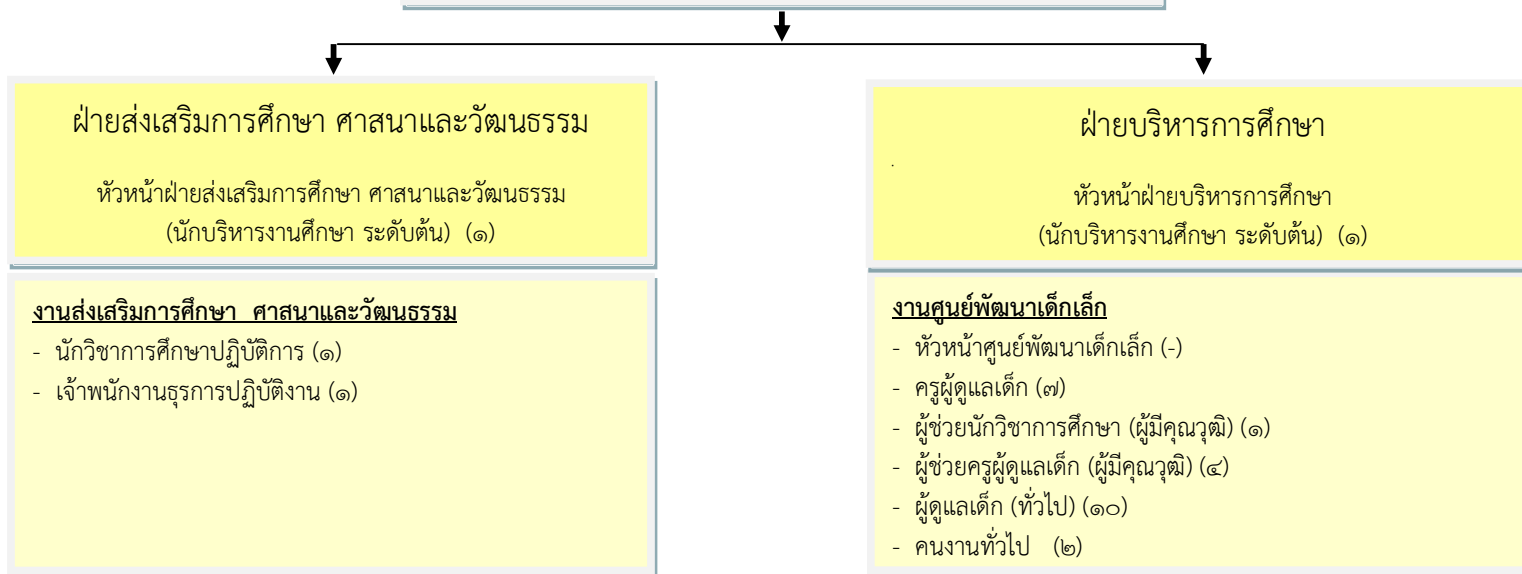 ฝ่ายส่งเสริมการศึกษา ศาสนาและวัฒนธรรม
หัวหน้าฝ่ายส่งเสริมการศึกษา ศาสนาและวัฒนธรรม
(นักบริหารงานศึกษา ระดับต้น) (๑)
งานส่งเสริมการศึกษา ศาสนาและวัฒนธรรม
- นักวิชาการศึกษาปฏิบัติการ (๑)
- เจ้าพนักงานธุรการปฏิบัติงาน (๑)
ฝ่ายบริหารการศึกษา
.
หัวหน้าฝ่ายบริหารการศึกษา
(นักบริหารงานศึกษา ระดับต้น) (๑)
งานศูนย์พัฒนาเด็กเล็ก
- หัวหน้าศูนย์พัฒนาเด็กเล็ก (-)
- ครูผู้ดูแลเด็ก (๗)
- ผู้ช่วยนักวิชาการศึกษา (ผู้มีคุณวุฒิ) (๑)
- ผู้ช่วยครูผู้ดูแลเด็ก (ผู้มีคุณวุฒิ) (๔)
- ผู้ดูแลเด็ก (ทั่วไป) (๑๐)
- คนงานทั่วไป (๒)